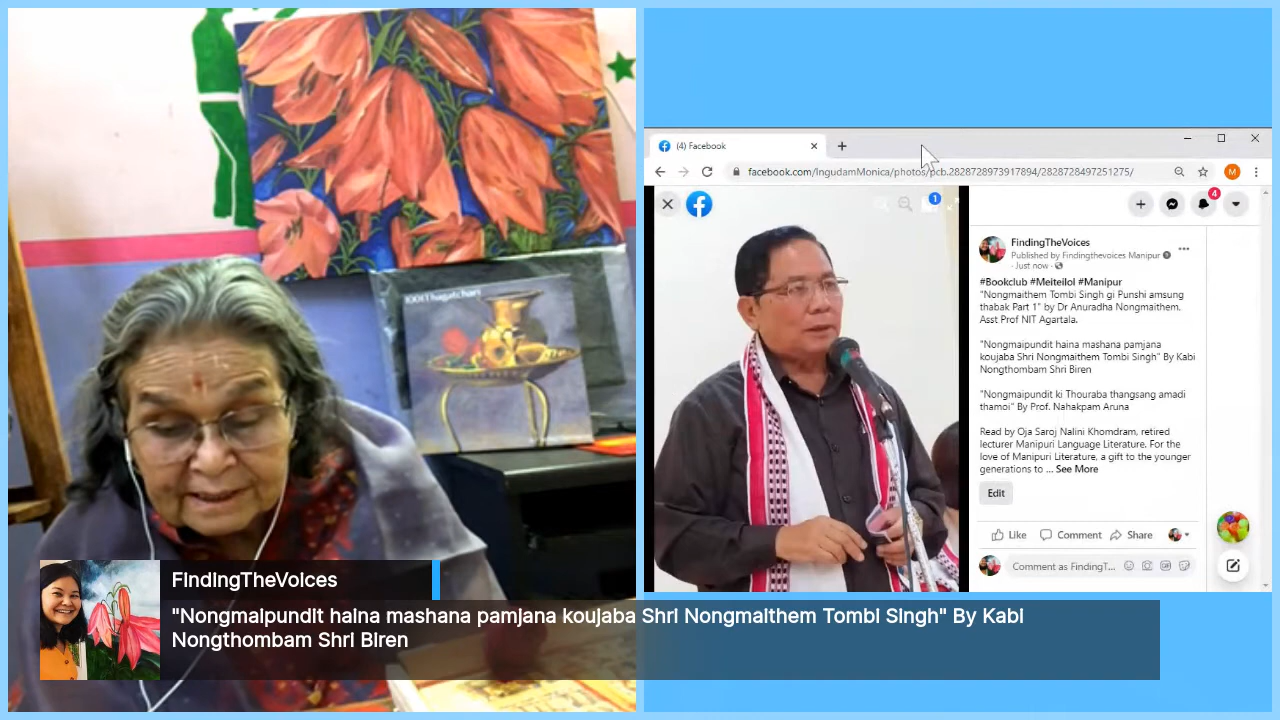 1001 Thagatchari
(4) Facebook
facebook.com/IngudamMonica/photos/pcb.2828728973917894/2828728497251275/
M
1
4
FindingTheVoices
Published by Findingthevoices Manipur
· Just now ·
#Bookclub #Meiteilol #Manipur
"Nongmaithem Tombi Singh gi Punshi amsung
thabak Part 1" by Dr Anuradha Nongmaithem.
Asst Prof NIT Agartala.
"Nongmaipundit haina mashana pamjana
koujaba Shri Nongmaithem Tombi Singh" By Kabi
Nongthombam Shri Biren
"Nongmaipundit ki Thouraba thangsang amadi
thamoi" By Prof. Nahakpam Aruna
Read by Oja Saroj Nalini Khomdram, retired
lecturer Manipuri Language Literature. For the
love of Manipuri Literature, a gift to the younger
generations to ... See More
Edit
Like Comment Share
Comment as FindingT...
FindingTheVoices
"Nongmaipundit haina mashana pamjana koujaba Shri Nongmaithem Tombi Singh" By Kabi
Nongthombam Shri Biren